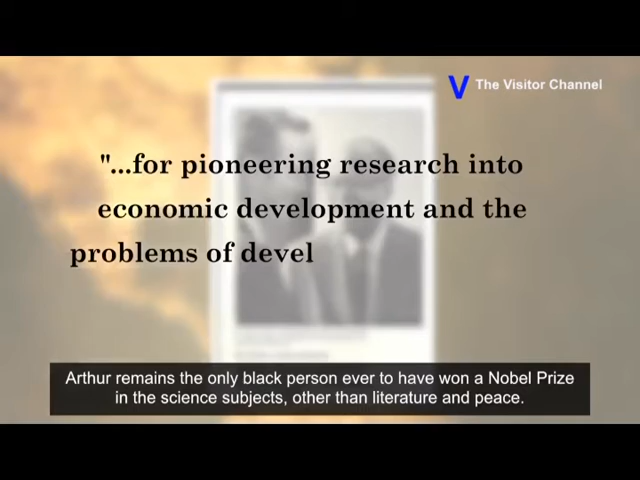 V The Visitor Channel
"...for pioneering research into
economic development and the
problems of devel
Arthur remains the only black person ever to have won a Nobel Prize
in the science subjects, other than literature and peace.